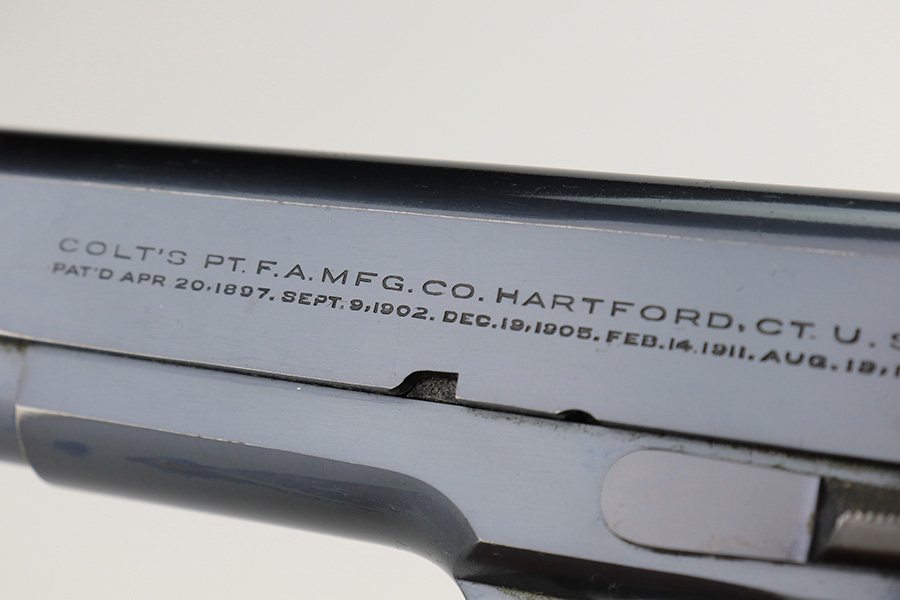 COLT'S PT. F. A. MFG. CO. HARTFORD, CT. U.
PAT'D APR 20, 1897. SEPT. 9, 1902. DEC. 19, 1905. FEB. 14, 1911. AUG. 19,